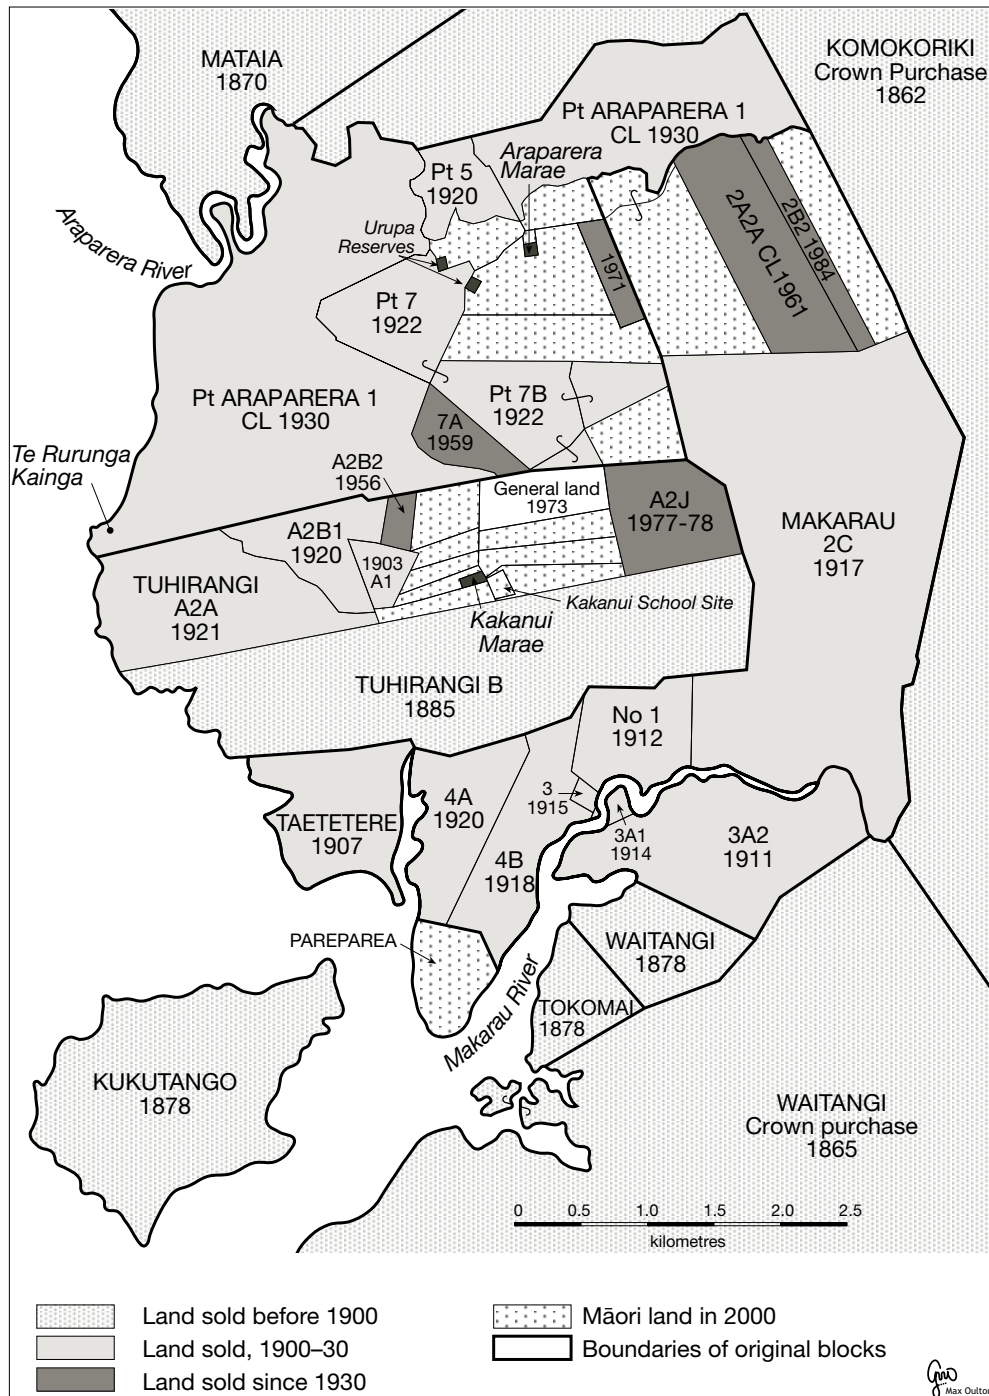 MATAIA
1870
KOMOKORIKI
Crown Purchase
1862
Pt ARAPARERA 1
CL 1930
Araparera
Marae
Pt 5
1920
Urupa
Reserves
Araparera River
2A2A CL1961
2B2 1984
1971
Pt 7
1922
Pt ARAPARERA 1
CL 1930
Pt 7B
1922
7A
1959
Te Rurunga
Kainga
A2B2
1956
General land
1973
A2J
1977-78
MAKARAU
2C
1917
A2B1
1920
1903
A1
TUHIRANGI
A2A
1921
Kakanui School Site
Kakanui
Marae
TUHIRANGI B
1885
No 1
1912
4A
1920
3
1915
TAETETERE
1907
3A1
1914
3A2
1911
4B
1918
PAREPAREA
WAITANGI
1878
Makarau River
TOKOMAI
1878
KUKUTANGO
1878
WAITANGI
Crown purchase
1865
0 0.5 1.0 1.5 2.0 2.5
kilometres
Land sold before 1900
Māori land in 2000
Land sold, 1900–30
Boundaries of original blocks
Land sold since 1930
Max Oulton